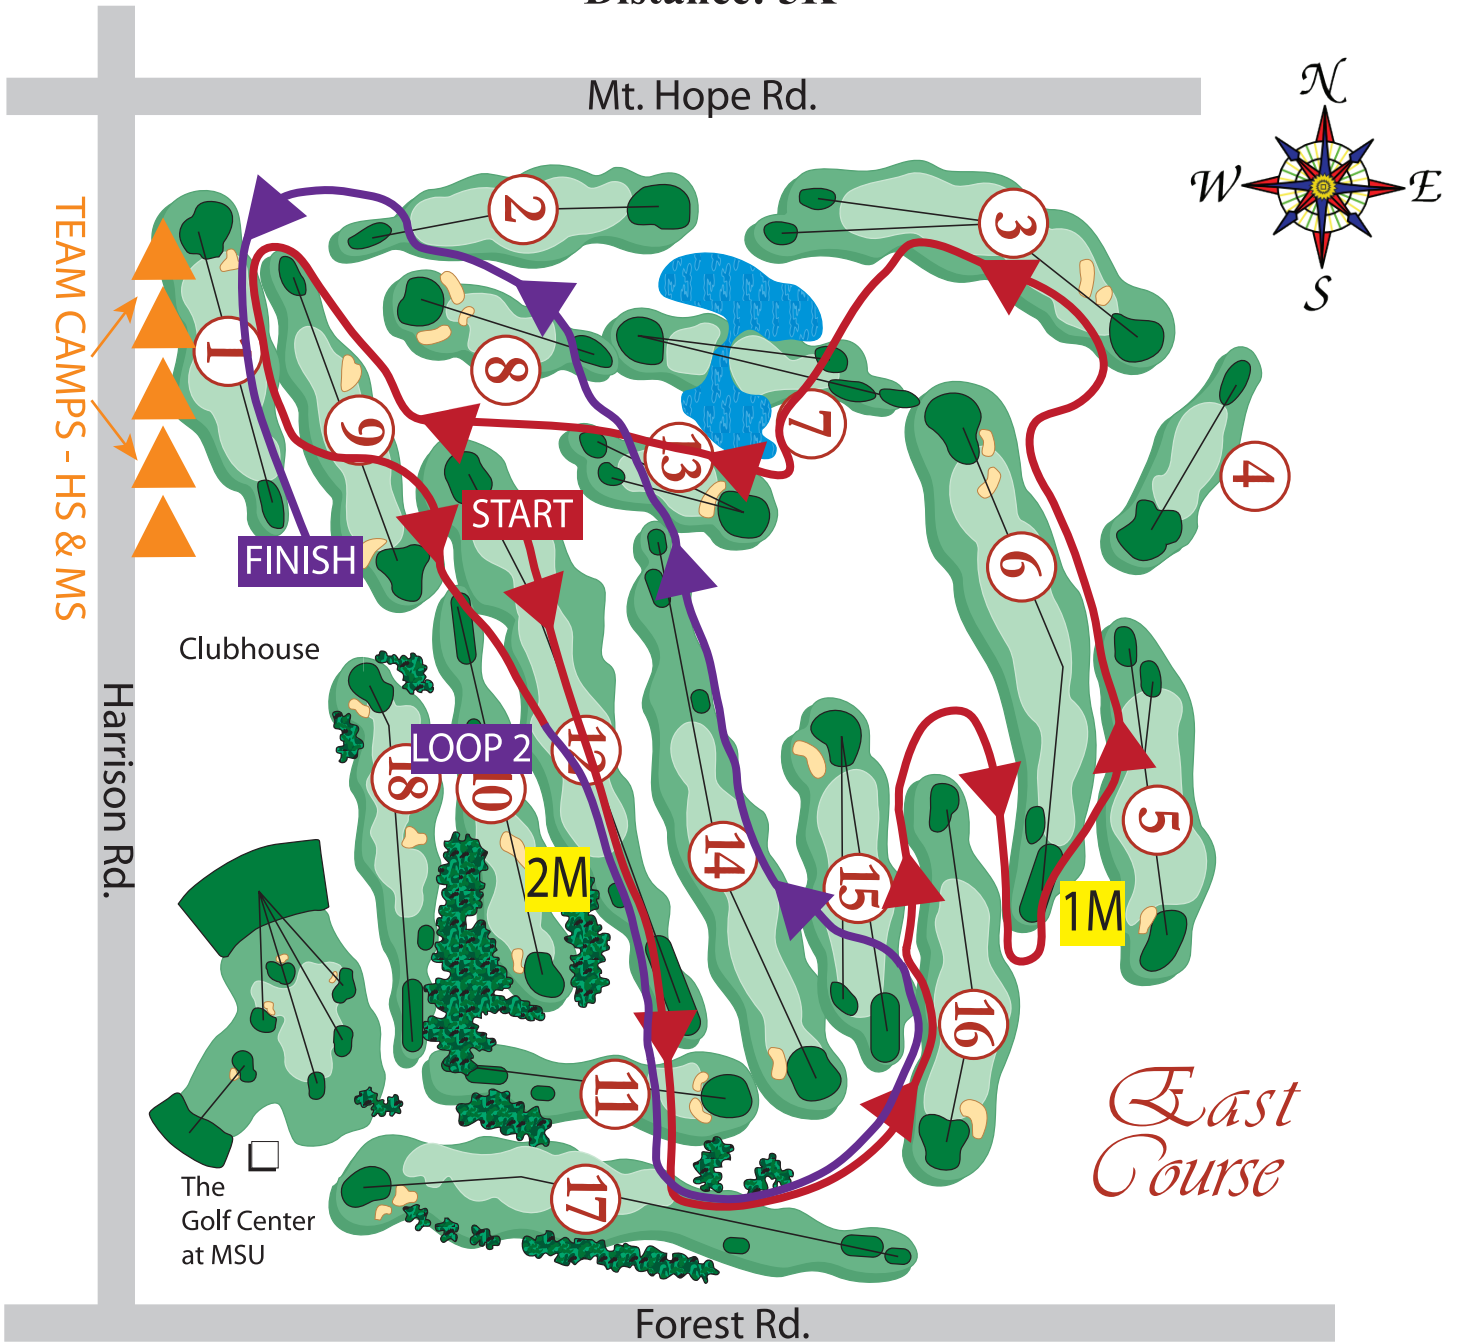 Distance: 5K
Mt. Hope Rd.
N
W
E
S
TEAM CAMPS - HS & MS
Harrison Rd.
1
2
3
4
5
6
7
8
9
13
START
FINISH
Clubhouse
LOOP 2
12
18
10
2M
14
15
1M
16
11
17
East
Course
The
Golf Center
at MSU
Forest Rd.